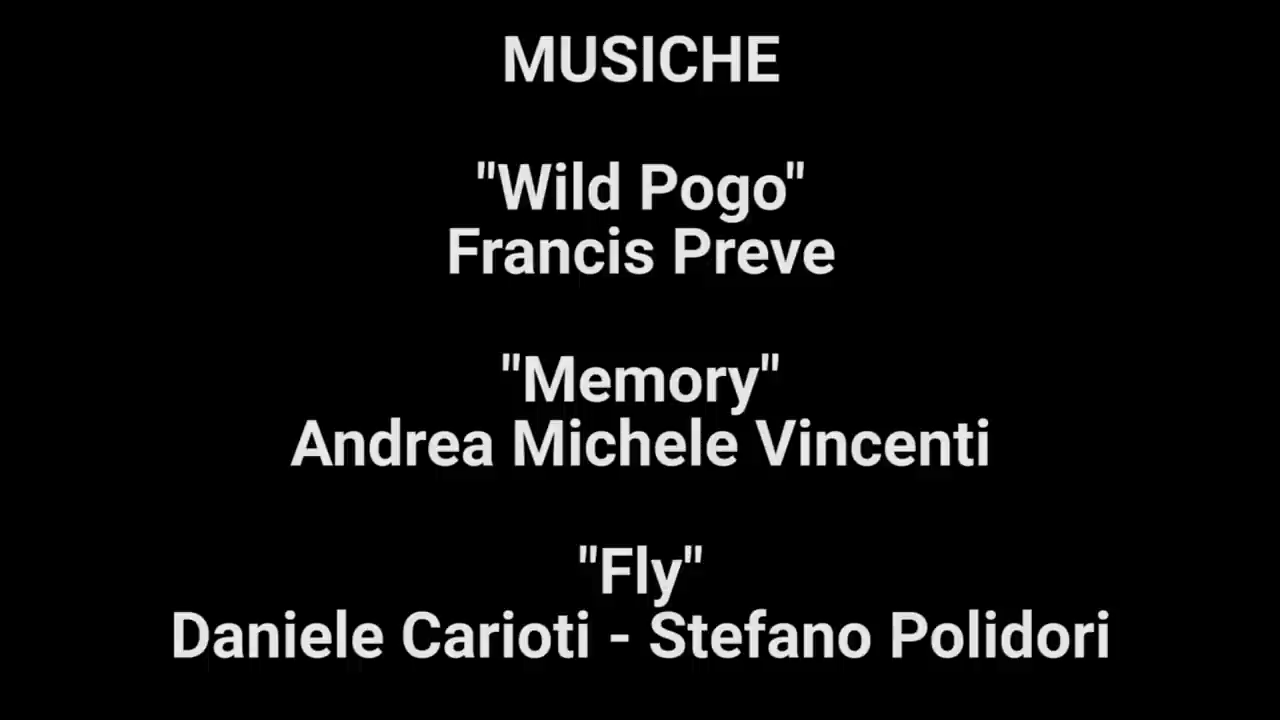 MUSICHE
"Wild Pogo"
Francis Preve
"Memory"
Andrea Michele Vincenti
"Fly"
Daniele Carioti - Stefano Polidori